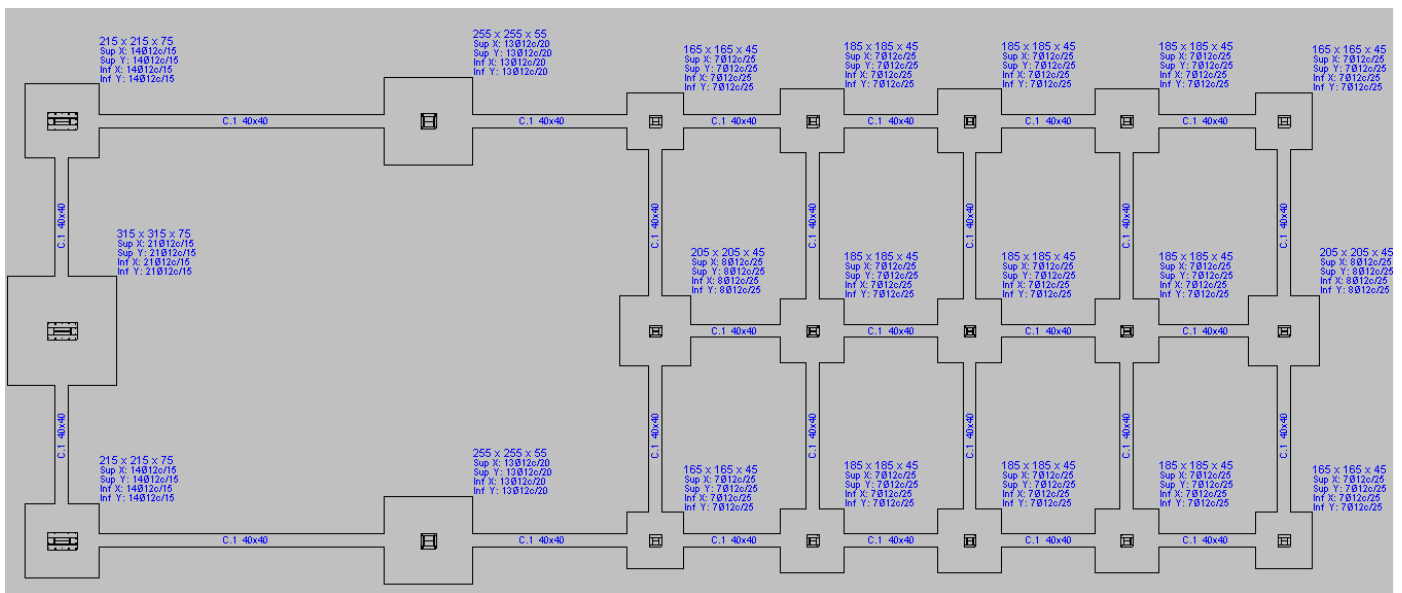 215 x 215 x 75
Sup X: 14Ø12c/15
Sup Y: 14Ø12c/15
Inf X: 14Ø12c/15
Inf Y: 14Ø12c/15
255 x 255 x 55
Sup X: 13Ø12c/20
Sup Y: 13Ø12c/20
Inf X: 13Ø12c/20
Inf Y: 13Ø12c/20
165 x 165 x 45
Sup X: 7Ø12c/25
Sup Y: 7Ø12c/25
Inf X: 7Ø12c/25
Inf Y: 7Ø12c/25
185 x 185 x 45
Sup X: 7Ø12c/25
Sup Y: 7Ø12c/25
Inf X: 7Ø12c/25
Inf Y: 7Ø12c/25
185 x 185 x 45
Sup X: 7Ø12c/25
Sup Y: 7Ø12c/25
Inf X: 7Ø12c/25
Inf Y: 7Ø12c/25
185 x 185 x 45
Sup X: 7Ø12c/25
Sup Y: 7Ø12c/25
Inf X: 7Ø12c/25
Inf Y: 7Ø12c/25
165 x 165 x 45
Sup X: 7Ø12c/25
Sup Y: 7Ø12c/25
Inf X: 7Ø12c/25
Inf Y: 7Ø12c/25
C.1 40x40
C.1 40x40
C.1 40x40
C.1 40x40
C.1 40x40
C.1 40x40
C.1 40x40
C.1 40x40
C.1 40x40
C.1 40x40
C.1 40x40
C.1 40x40
315 x 315 x 75
Sup X: 21Ø12c/15
Sup Y: 21Ø12c/15
Inf X: 21Ø12c/15
Inf Y: 21Ø12c/15
205 x 205 x 45
Sup X: 8Ø12c/25
Sup Y: 8Ø12c/25
Inf X: 8Ø12c/25
Inf Y: 8Ø12c/25
185 x 185 x 45
Sup X: 7Ø12c/25
Sup Y: 7Ø12c/25
Inf X: 7Ø12c/25
Inf Y: 7Ø12c/25
185 x 185 x 45
Sup X: 7Ø12c/25
Sup Y: 7Ø12c/25
Inf X: 7Ø12c/25
Inf Y: 7Ø12c/25
185 x 185 x 45
Sup X: 7Ø12c/25
Sup Y: 7Ø12c/25
Inf X: 7Ø12c/25
Inf Y: 7Ø12c/25
205 x 205 x 45
Sup X: 8Ø12c/25
Sup Y: 8Ø12c/25
Inf X: 8Ø12c/25
Inf Y: 8Ø12c/25
C.1 40x40
C.1 40x40
C.1 40x40
C.1 40x40
C.1 40x40
C.1 40x40
C.1 40x40
C.1 40x40
C.1 40x40
C.1 40x40
215 x 215 x 75
Sup X: 14Ø12c/15
Sup Y: 14Ø12c/15
Inf X: 14Ø12c/15
Inf Y: 14Ø12c/15
255 x 255 x 55
Sup X: 13Ø12c/20
Sup Y: 13Ø12c/20
Inf X: 13Ø12c/20
Inf Y: 13Ø12c/20
165 x 165 x 45
Sup X: 7Ø12c/25
Sup Y: 7Ø12c/25
Inf X: 7Ø12c/25
Inf Y: 7Ø12c/25
185 x 185 x 45
Sup X: 7Ø12c/25
Sup Y: 7Ø12c/25
Inf X: 7Ø12c/25
Inf Y: 7Ø12c/25
185 x 185 x 45
Sup X: 7Ø12c/25
Sup Y: 7Ø12c/25
Inf X: 7Ø12c/25
Inf Y: 7Ø12c/25
185 x 185 x 45
Sup X: 7Ø12c/25
Sup Y: 7Ø12c/25
Inf X: 7Ø12c/25
Inf Y: 7Ø12c/25
165 x 165 x 45
Sup X: 7Ø12c/25
Sup Y: 7Ø12c/25
Inf X: 7Ø12c/25
Inf Y: 7Ø12c/25
C.1 40x40
C.1 40x40
C.1 40x40
C.1 40x40
C.1 40x40
C.1 40x40